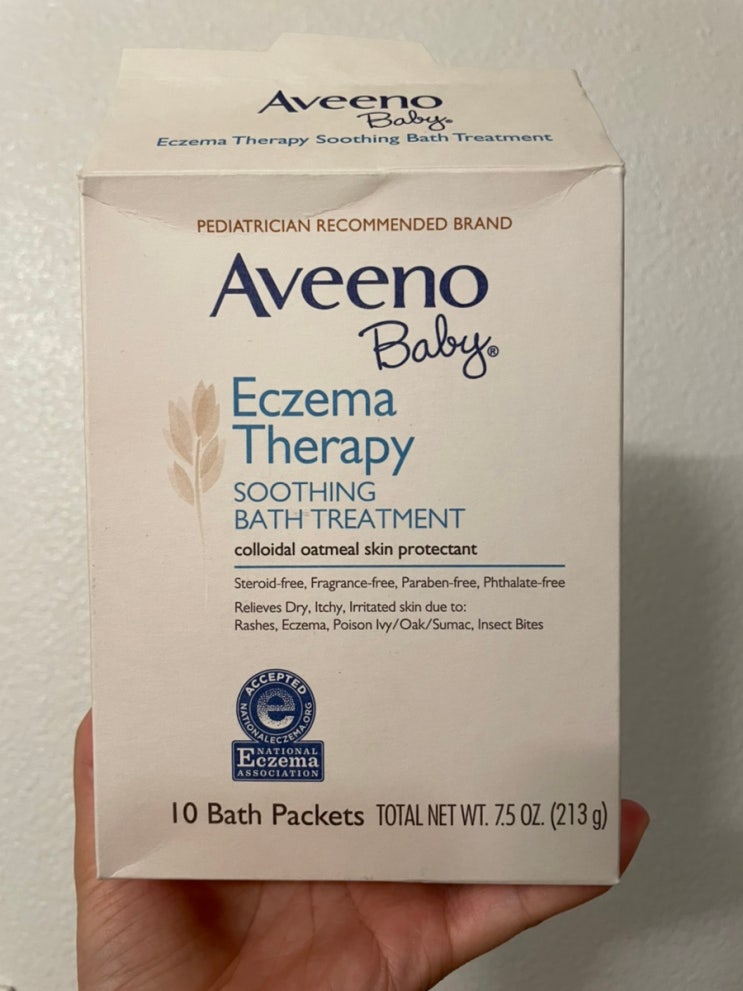 Aveeno
Baby®
Eczema Therapy Soothing Bath Treatment
PEDIATRICIAN RECOMMENDED BRAND
Aveeno
Baby®
Eczema
Therapy
SOOTHING
BATH TREATMENT
colloidal oatmeal skin protectant
Steroid-free, Fragrance-free, Paraben-free, Phthalate-free
Relieves Dry, Itchy, Irritated skin due to:
Rashes, Eczema, Poison Ivy/Oak/Sumac, Insect Bites
ACCEPTED
NATIONALECZEMA.ORG
NATIONAL
Eczema
ASSOCIATION
10 Bath Packets TOTAL NET WT. 7.5 OZ. (213 g)